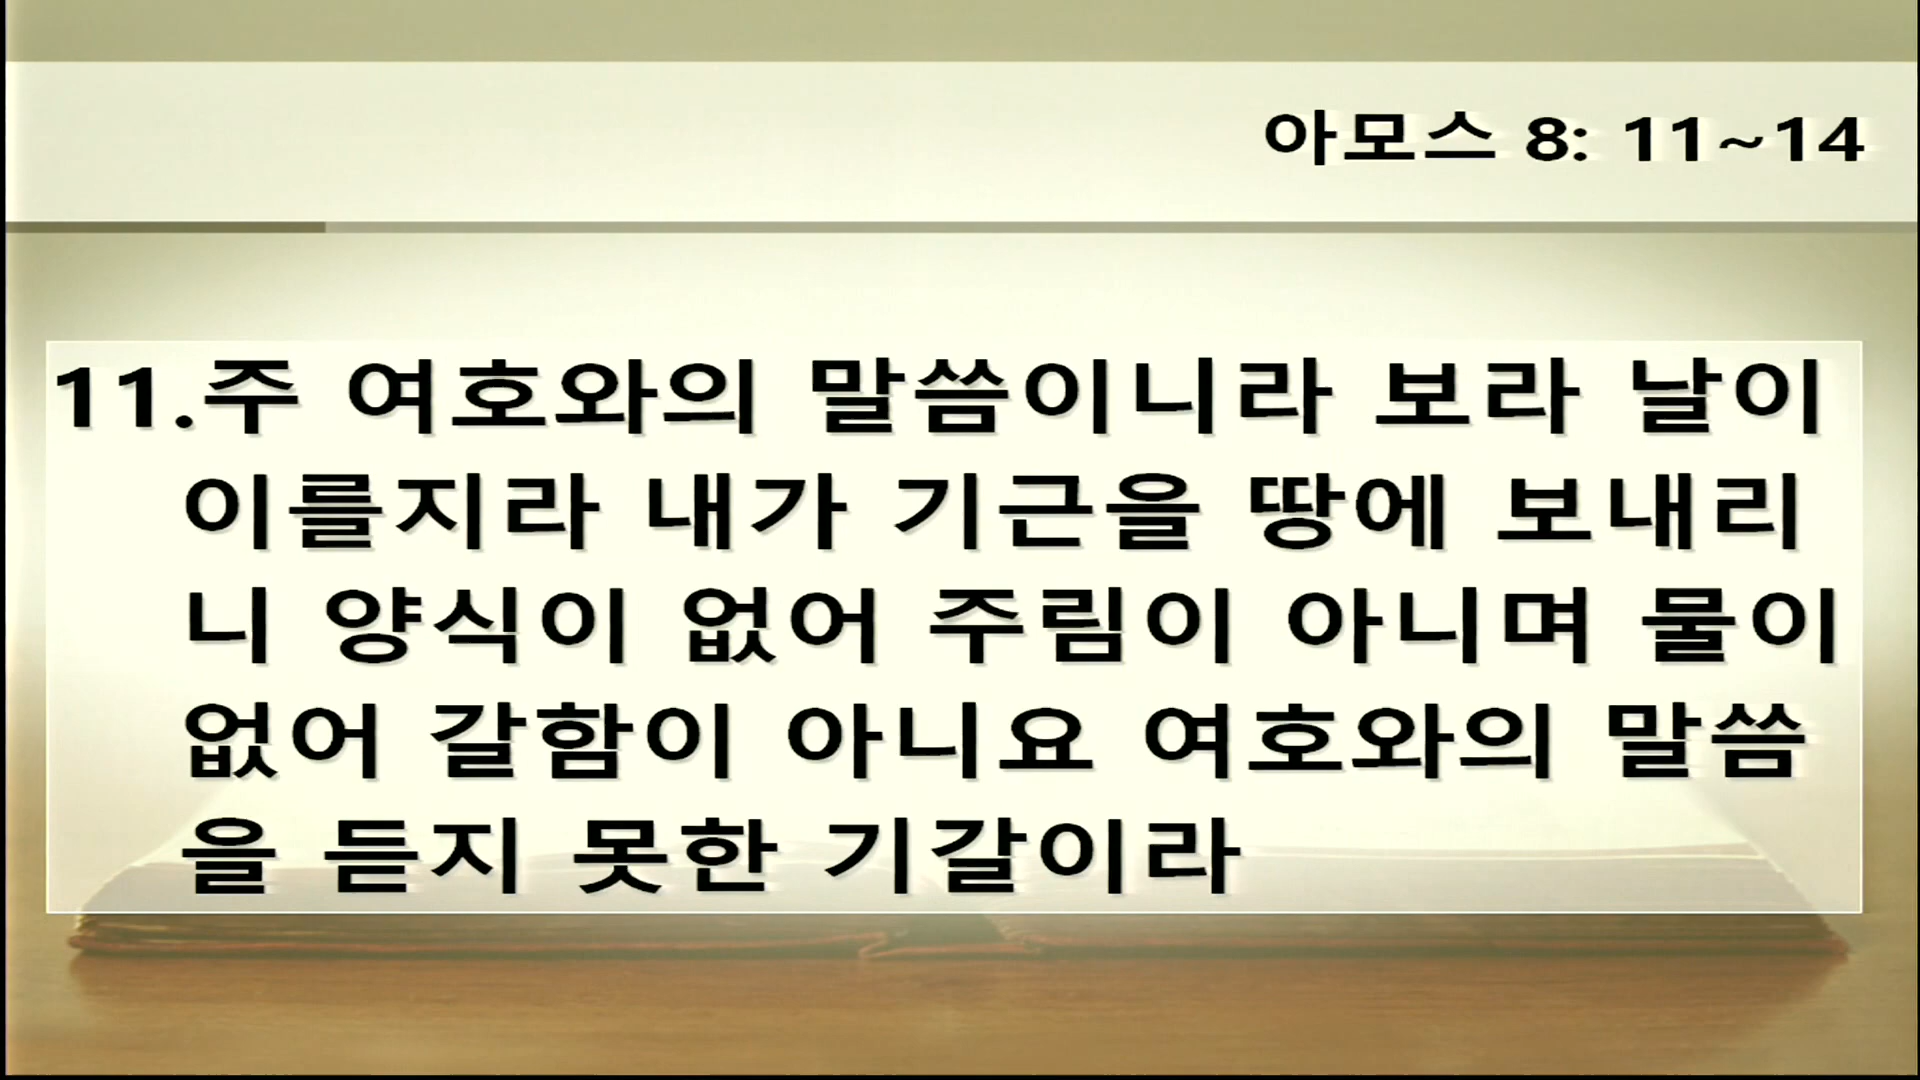 아모스 8: 11~14
11.주 여호와의 말씀이니라 보라 날이
이를지라 내가 기근을 땅에 보내리
니 양식이 없어 주림이 아니며 물이
없어 갈함이 아니요 여호와의 말씀
을 듣지 못한 기갈이라